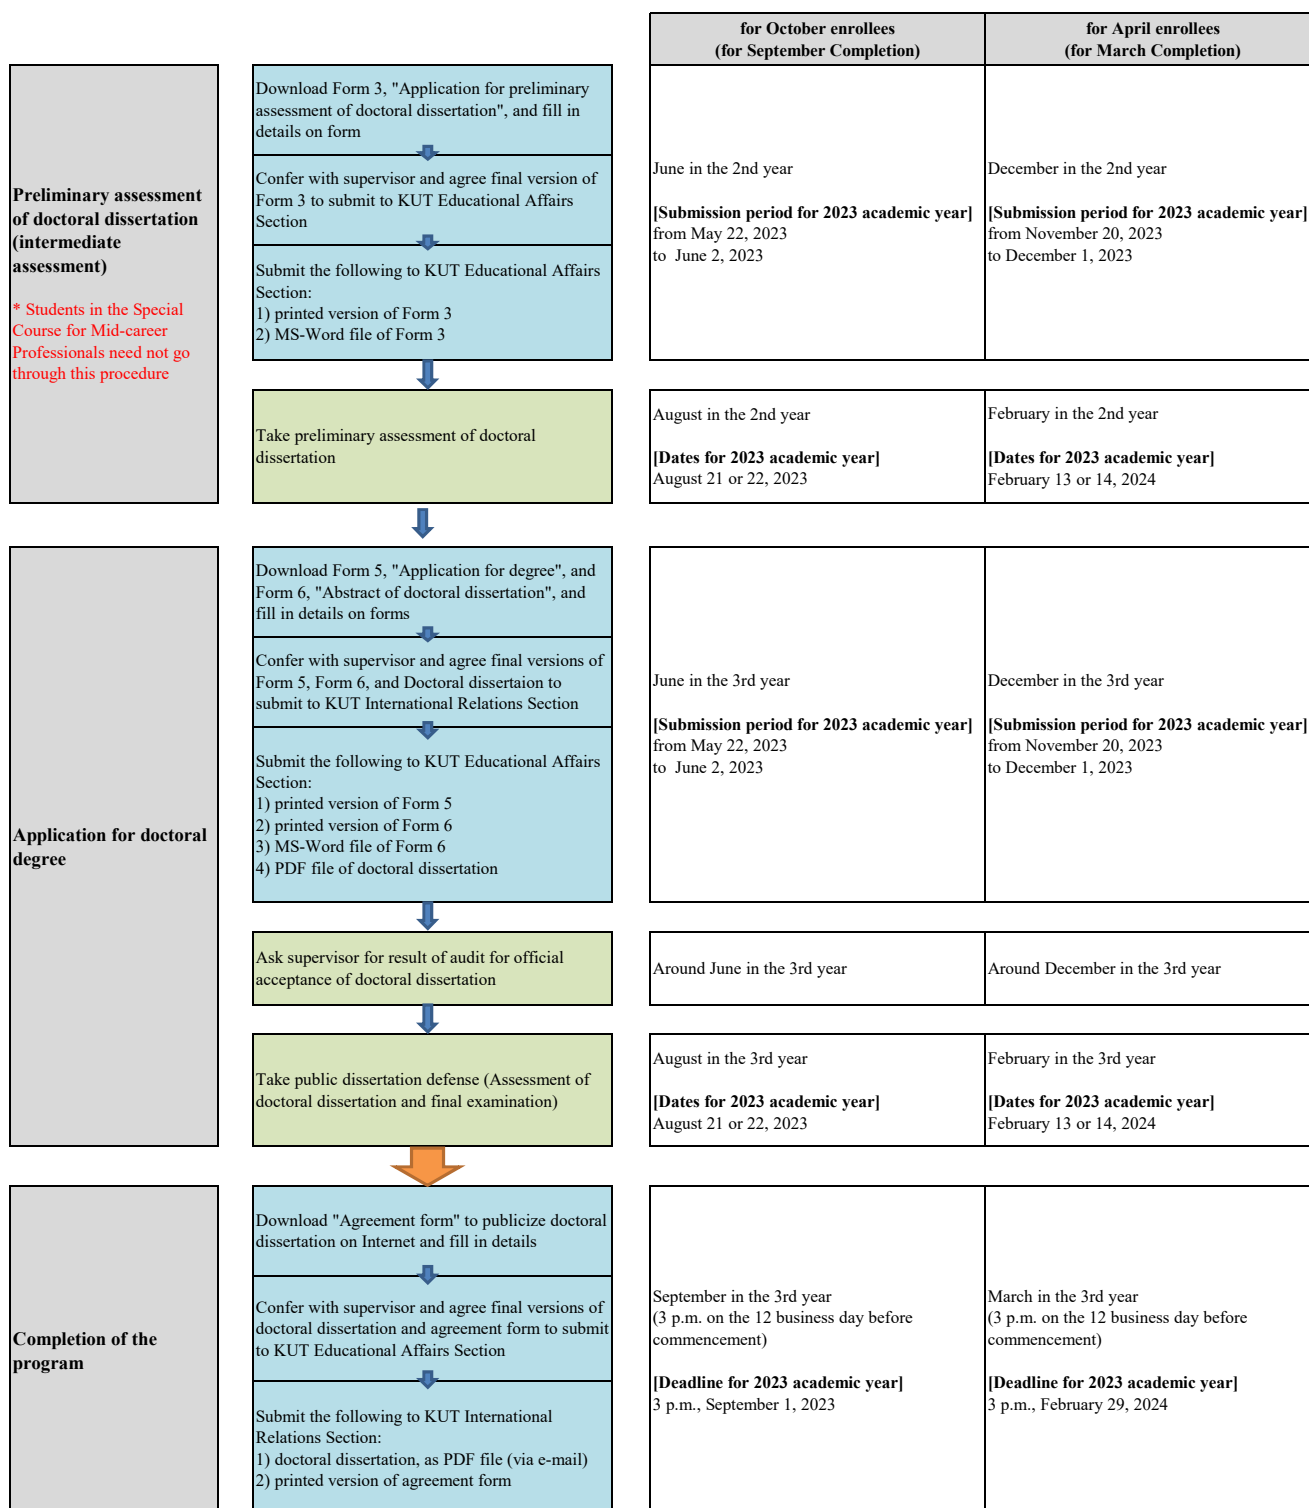 for October enrollees
(for September Completion)
for April enrollees
(for March Completion)
Preliminary assessment
of doctoral dissertation
(intermediate
assessment)
* Students in the Special
Course for Mid-career
Professionals need not go
through this procedure
Download Form 3, "Application for preliminary
assessment of doctoral dissertation", and fill in
details on form
Confer with supervisor and agree final version of
Form 3 to submit to KUT Educational Affairs
Section
Submit the following to KUT Educational Affairs
Section:
1) printed version of Form 3
2) MS-Word file of Form 3
June in the 2nd year
[Submission period for 2023 academic year]
from May 22, 2023
to  June 2, 2023
December in the 2nd year
[Submission period for 2023 academic year]
from November 20, 2023
to December 1, 2023
Take preliminary assessment of doctoral
dissertation
August in the 2nd year
[Dates for 2023 academic year]
August 21 or 22, 2023
February in the 2nd year
[Dates for 2023 academic year]
February 13 or 14, 2024
Application for doctoral
degree
Download Form 5, "Application for degree", and
Form 6, "Abstract of doctoral dissertation", and
fill in details on forms
Confer with supervisor and agree final versions of
Form 5, Form 6, and Doctoral dissertaion to
submit to KUT International Relations Section
Submit the following to KUT Educational Affairs
Section:
1) printed version of Form 5
2) printed version of Form 6
3) MS-Word file of Form 6
4) PDF file of doctoral dissertation
June in the 3rd year
[Submission period for 2023 academic year]
from May 22, 2023
to  June 2, 2023
December in the 3rd year
[Submission period for 2023 academic year]
from November 20, 2023
to December 1, 2023
Ask supervisor for result of audit for official
acceptance of doctoral dissertation
Around June in the 3rd year
Around December in the 3rd year
Take public dissertation defense (Assessment of
doctoral dissertation and final examination)
August in the 3rd year
[Dates for 2023 academic year]
August 21 or 22, 2023
February in the 3rd year
[Dates for 2023 academic year]
February 13 or 14, 2024
Completion of the
program
Download "Agreement form" to publicize doctoral
dissertation on Internet and fill in details
Confer with supervisor and agree final versions of
doctoral dissertation and agreement form to submit
to KUT Educational Affairs Section
Submit the following to KUT International
Relations Section:
1) doctoral dissertation, as PDF file (via e-mail)
2) printed version of agreement form
September in the 3rd year
(3 p.m. on the 12 business day before
commencement)
[Deadline for 2023 academic year]
3 p.m., September 1, 2023
March in the 3rd year
(3 p.m. on the 12 business day before
commencement)
[Deadline for 2023 academic year]
3 p.m., February 29, 2024